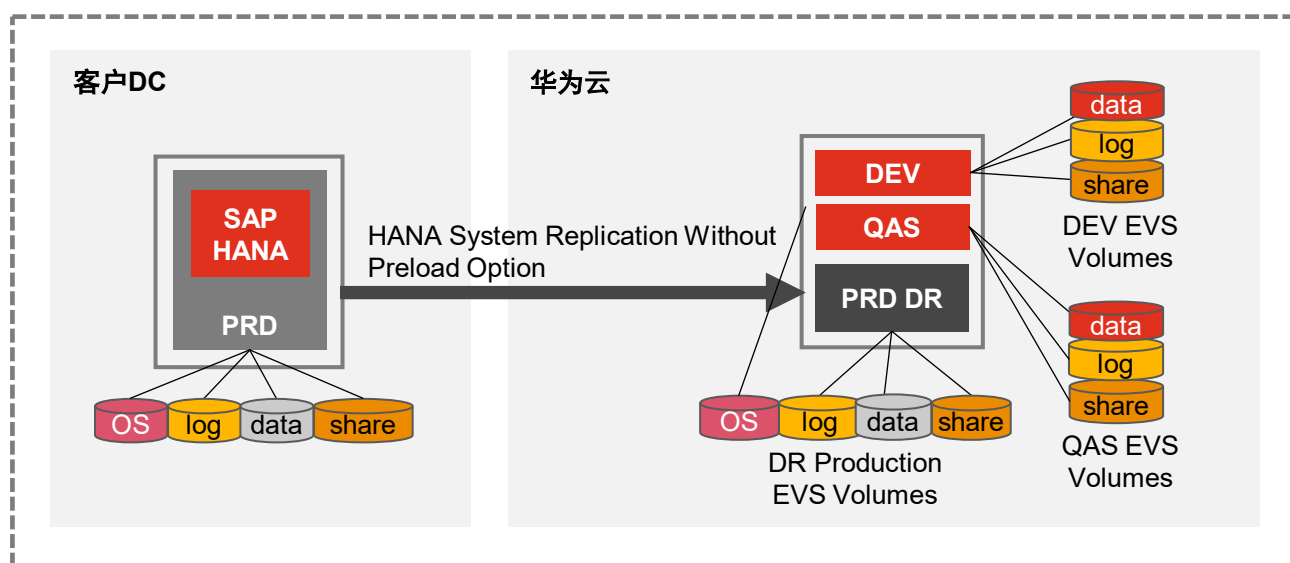 客户DC
SAP
HANA
PRD
OS
log
data
share
HANA System Replication Without
Preload Option
华为云
DEV
QAS
PRD DR
OS
log
data
share
DR Production
EVS Volumes
data
log
share
DEV EVS
Volumes
data
log
share
QAS EVS
Volumes